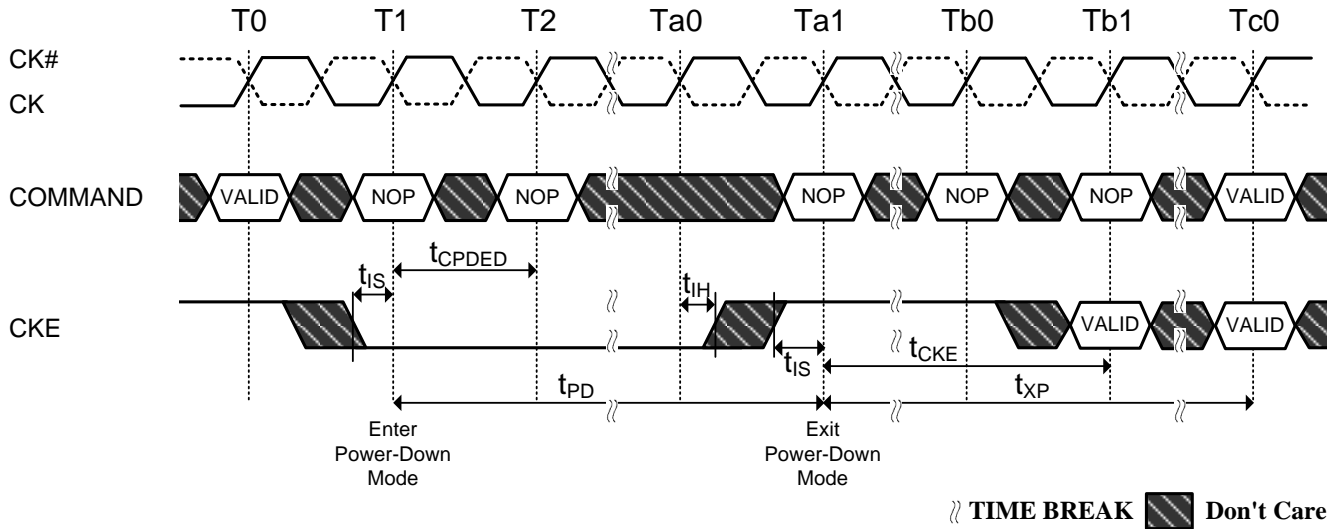 T0 T1 T2 Ta0 Ta1 Tb0 Tb1 Tc0
CK#
CK
COMMAND VALID NOP NOP NOP NOP NOP VALID
tCPDED
tIS tIH
CKE VALID VALID
tIS tCKE
tPD tXP
Enter Power-Down Mode
Exit Power-Down Mode
TIME BREAK Don't Care